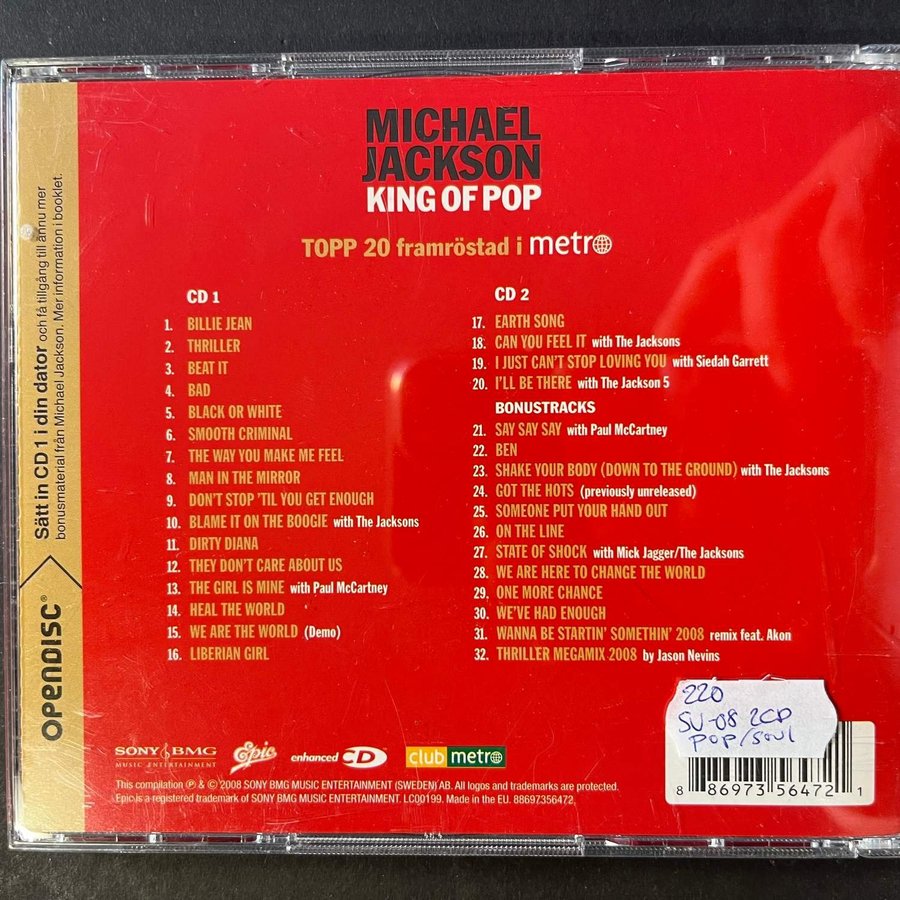 MICHAEL
JACKSON
KING OF POP
TOPP 20 framröstad i metro
CD 1
1. BILLIE JEAN
2. THRILLER
3. BEAT IT
4. BAD
5. BLACK OR WHITE
6. SMOOTH CRIMINAL
7. THE WAY YOU MAKE ME FEEL
8. MAN IN THE MIRROR
9. DON'T STOP 'TIL YOU GET ENOUGH
10. BLAME IT ON THE BOOGIE with The Jacksons
11. DIRTY DIANA
12. THEY DON'T CARE ABOUT US
13. THE GIRL IS MINE with Paul McCartney
14. HEAL THE WORLD
15. WE ARE THE WORLD (Demo)
16. LIBERIAN GIRL
CD 2
17. EARTH SONG
18. CAN YOU FEEL IT with The Jacksons
19. I JUST CAN'T STOP LOVING YOU with Siedah Garrett
20. I'LL BE THERE with The Jackson 5
BONUSTRACKS
21. SAY SAY SAY with Paul McCartney
22. BEN
23. SHAKE YOUR BODY (DOWN TO THE GROUND) with The Jacksons
24. GOT THE HOTS (previously unreleased)
25. SOMEONE PUT YOUR HAND OUT
26. ON THE LINE
27. STATE OF SHOCK with Mick Jagger/The Jacksons
28. WE ARE HERE TO CHANGE THE WORLD
29. ONE MORE CHANCE
30. WE'VE HAD ENOUGH
31. WANNA BE STARTIN' SOMETHIN' 2008 remix feat. Akon
32. THRILLER MEGAMIX 2008 by Jason Nevins
Sätt in CD 1 i din dator och få tillgång till ännu mer
bonusmaterial från Michael Jackson. Mer information i booklet.
OPENDISC®
SONY BMG
MUSIC ENTERTAINMENT
Epic
enhanced CD
club metro
This compilation ℗ & © 2008 SONY BMG MUSIC ENTERTAINMENT (SWEDEN) AB. All logos and trademarks are protected.
Epic is a registered trademark of SONY BMG MUSIC ENTERTAINMENT. LC00199. Made in the EU. 88697356472.
220
SV-08 2CD
POP/SOUL
8 86973 56472 1